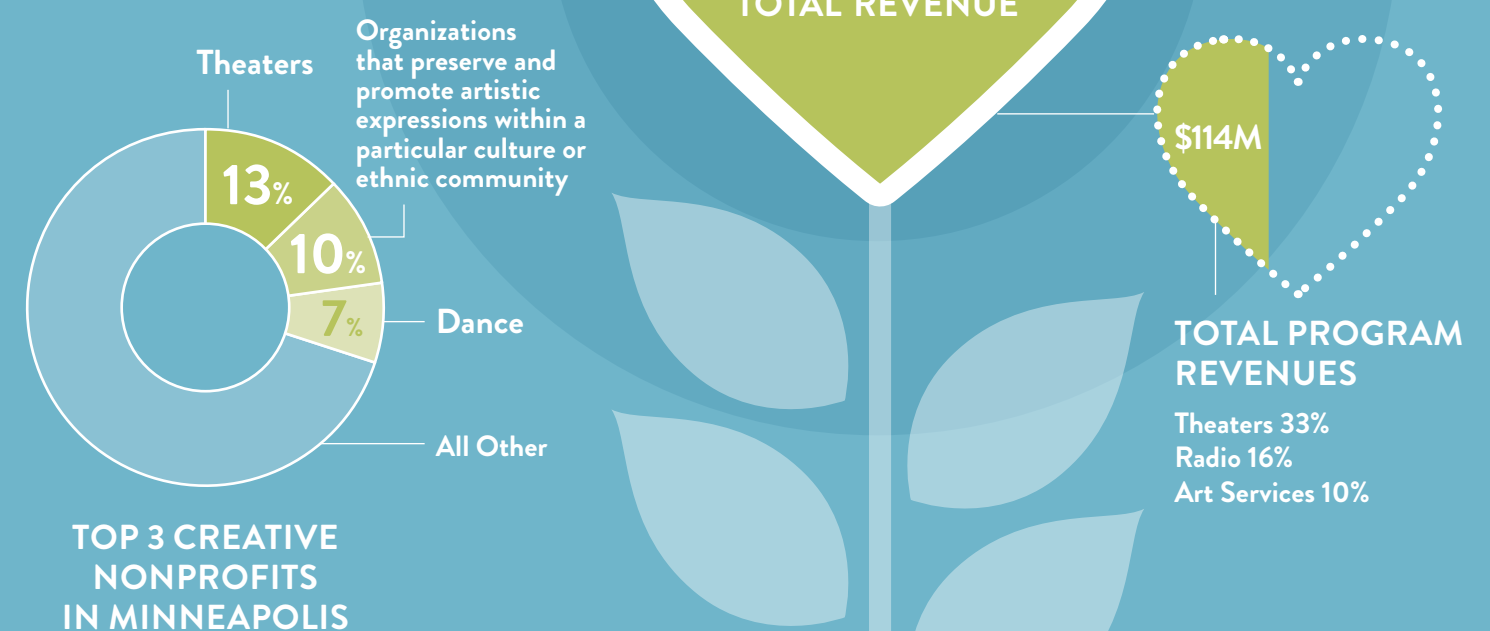 TOTAL REVENUE
Theaters
Organizations
that preserve and
promote artistic
expressions within a
particular culture or
ethnic community
13%
10%
7%
Dance
All Other
TOP 3 CREATIVE
NONPROFITS
IN MINNEAPOLIS
$114M
TOTAL PROGRAM
REVENUES
Theaters 33%
Radio 16%
Art Services 10%